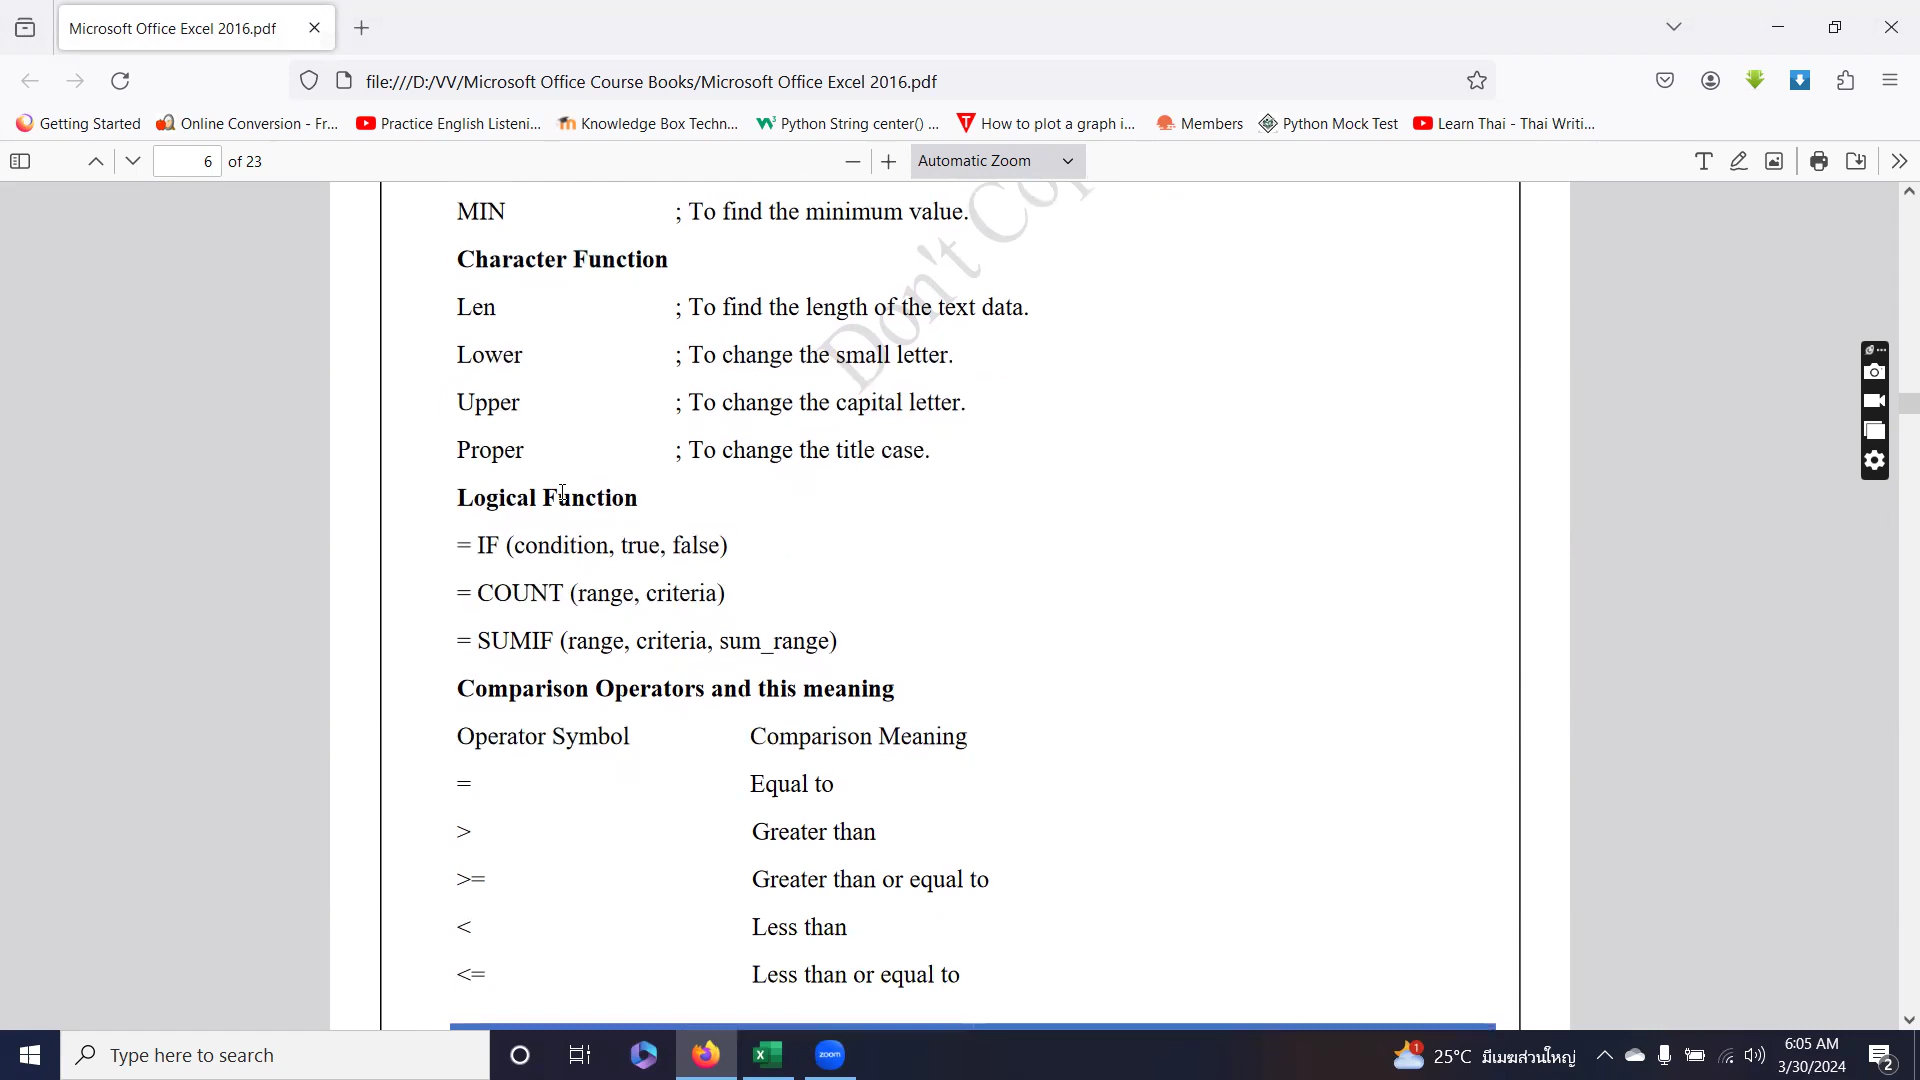 Microsoft Office Excel 2016.pdf
file:///D:/VV/Microsoft Office Course Books/Microsoft Office Excel 2016.pdf
Getting Started Online Conversion - Fr... Practice English Listeni... Knowledge Box Techn... Python String center() ... How to plot a graph i... Members Python Mock Test Learn Thai - Thai Writi...
6 of 23 Automatic Zoom
MIN ; To find the minimum value.
Character Function
Len ; To find the length of the text data.
Lower ; To change the small letter.
Upper ; To change the capital letter.
Proper ; To change the title case.
Logical Function
= IF (condition, true, false)
= COUNT (range, criteria)
= SUMIF (range, criteria, sum_range)
Comparison Operators and this meaning
Operator Symbol Comparison Meaning
= Equal to
> Greater than
>= Greater than or equal to
< Less than
<= Less than or equal to
Don't Cop
Type here to search
zoom
1
25°C มีเมฆส่วนใหญ่
6:05 AM
3/30/2024
2